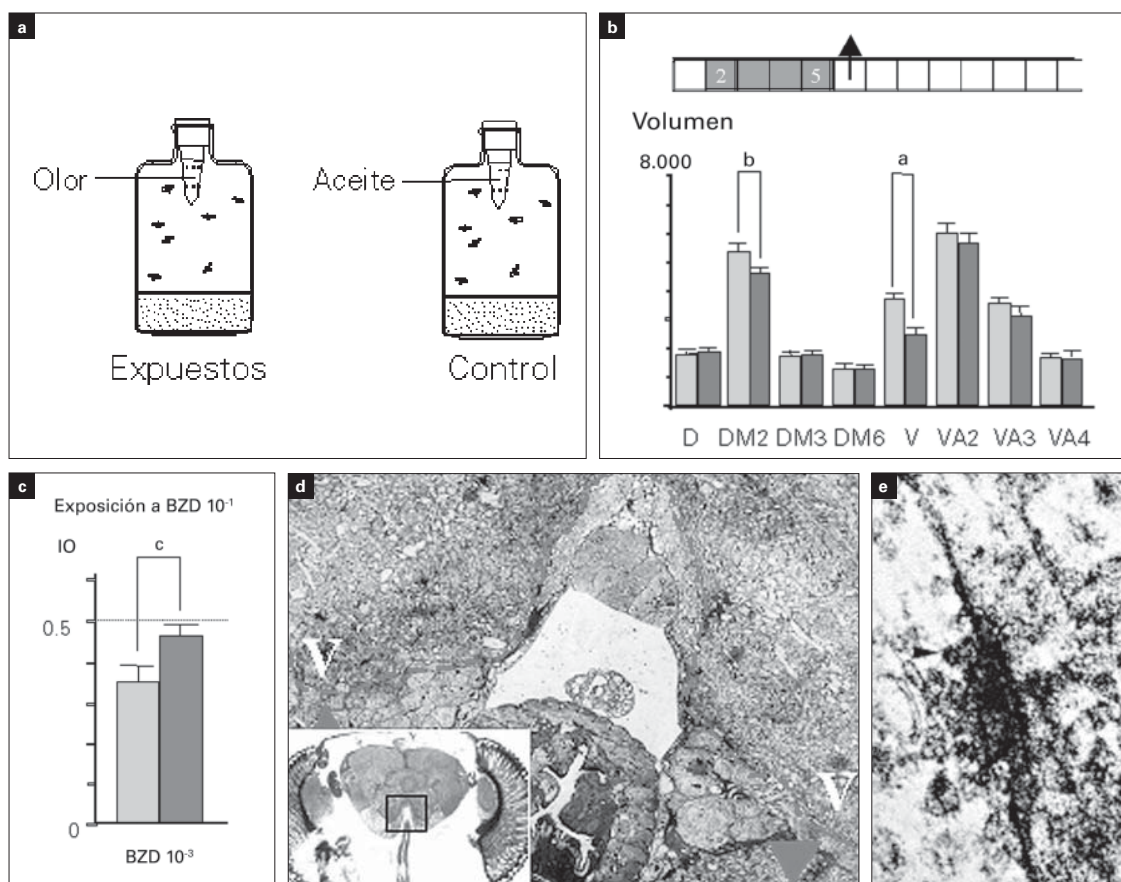 a
Olor
Aceite
Expuestos
Control
b
2 5
Volumen
8.000
b
a
D DM2 DM3 DM6 V VA2 VA3 VA4
c
Exposición a BZD 10⁻¹
IO
c
0.5
0
BZD 10⁻³
d
V
V
e